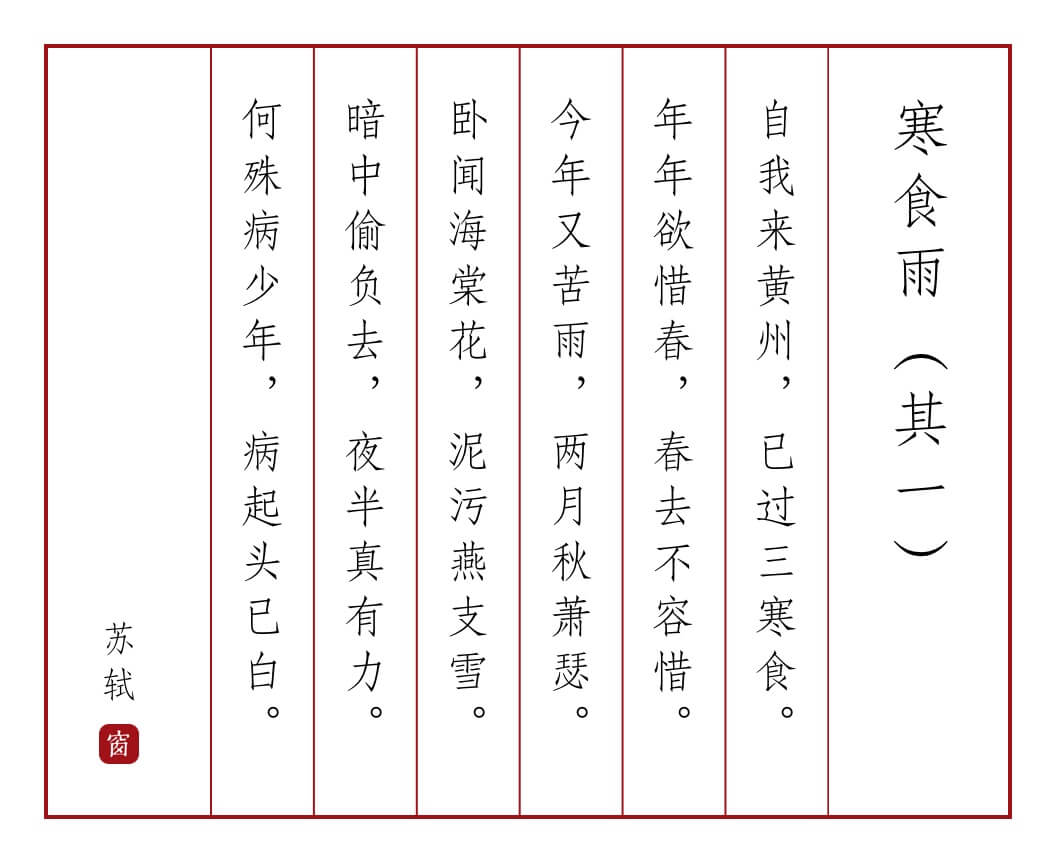 寒食雨（其一）
自我来黄州，已过三寒食。
年年欲惜春，春去不容惜。
今年又苦雨，两月秋萧瑟。
卧闻海棠花，泥污燕支雪。
暗中偷负去，夜半真有力。
何殊病少年，病起头已白。
苏轼
窗